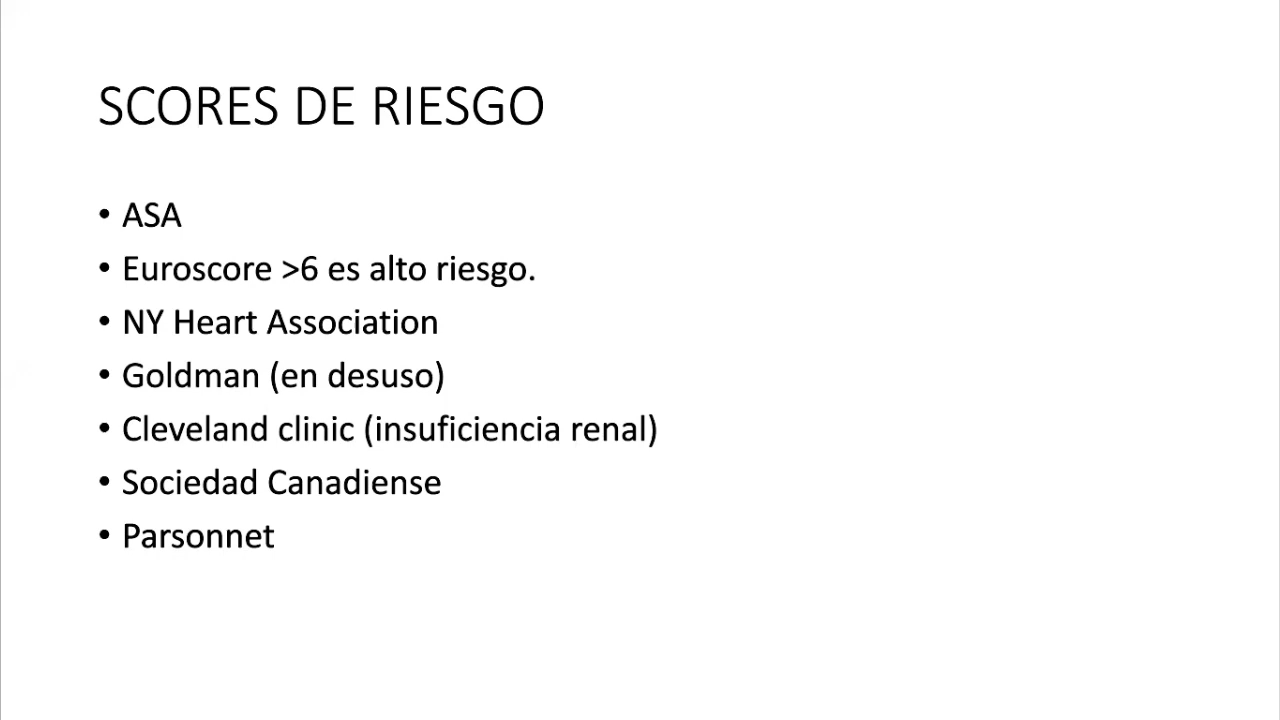 SCORES DE RIESGO
• ASA
• Euroscore >6 es alto riesgo.
• NY Heart Association
• Goldman (en desuso)
• Cleveland clinic (insuficiencia renal)
• Sociedad Canadiense
• Parsonnet